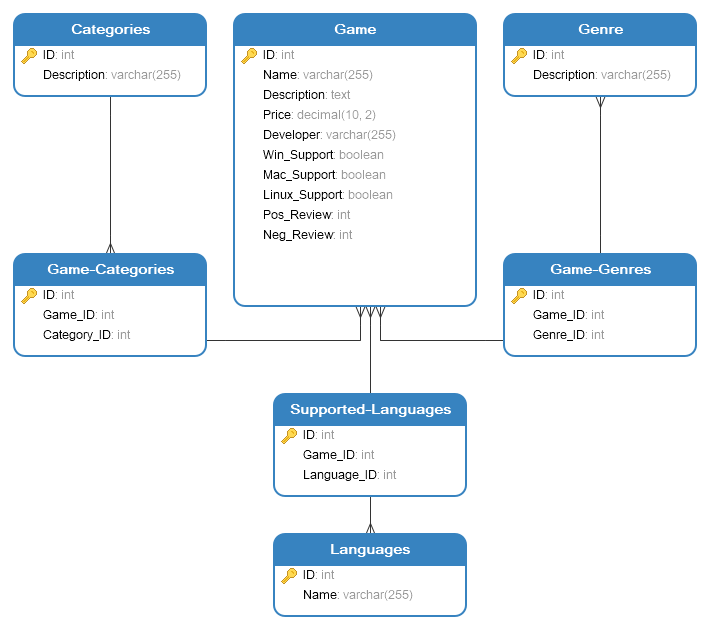 Categories
ID: int
Description: varchar(255)
Game
ID: int
Name: varchar(255)
Description: text
Price: decimal(10, 2)
Developer: varchar(255)
Win_Support: boolean
Mac_Support: boolean
Linux_Support: boolean
Pos_Review: int
Neg_Review: int
Genre
ID: int
Description: varchar(255)
Game-Categories
ID: int
Game_ID: int
Category_ID: int
Game-Genres
ID: int
Game_ID: int
Genre_ID: int
Supported-Languages
ID: int
Game_ID: int
Language_ID: int
Languages
ID: int
Name: varchar(255)